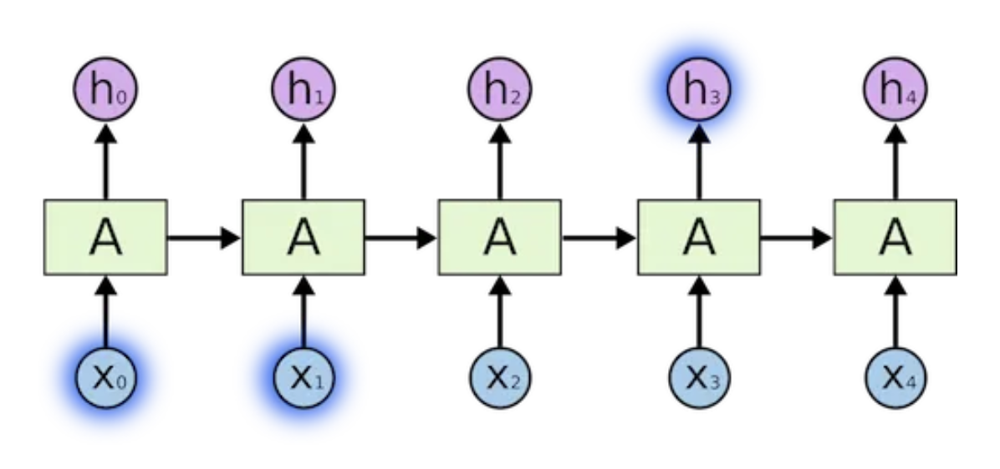 h₀ h₁ h₂ h₃ h₄
A A A A A
x₀ x₁ x₂ x₃ x₄